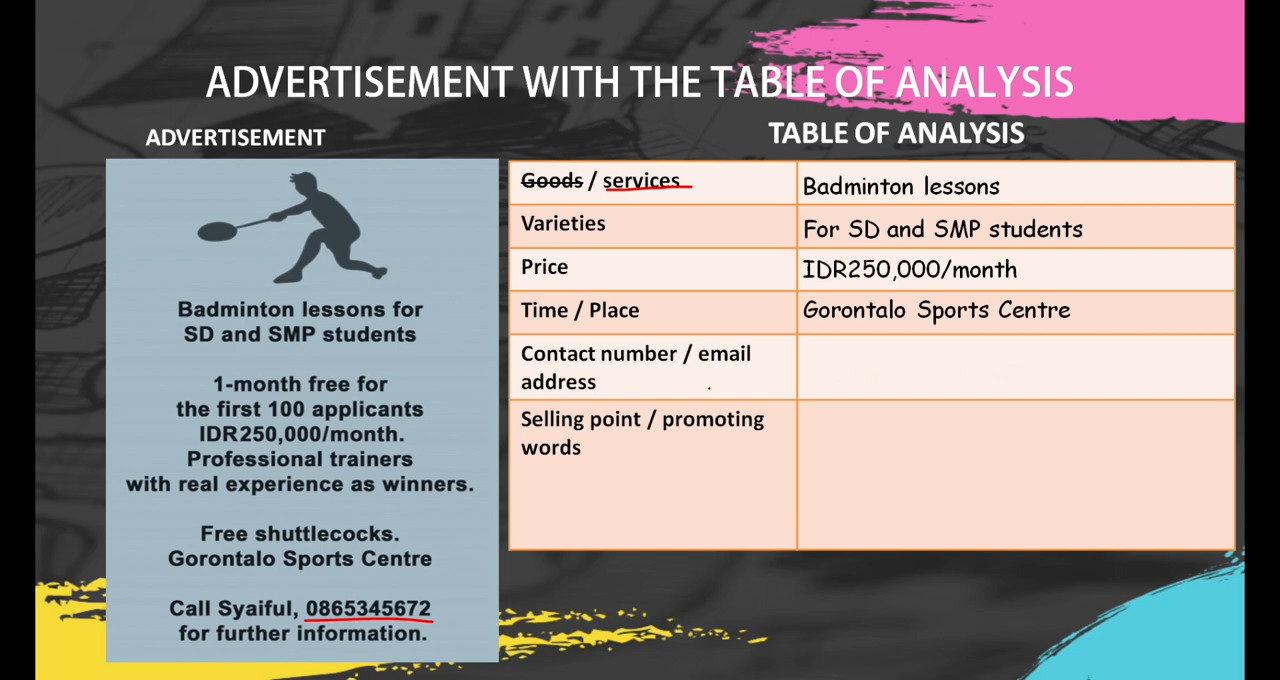 ADVERTISEMENT WITH THE TABLE OF ANALYSIS
ADVERTISEMENT
Badminton lessons for
SD and SMP students
1-month free for
the first 100 applicants
IDR250,000/month.
Professional trainers
with real experience as winners.
Free shuttlecocks.
Gorontalo Sports Centre
Call Syaiful, 0865345672
for further information.
TABLE OF ANALYSIS
Goods / services
Badminton lessons
Varieties
For SD and SMP students
Price
IDR250,000/month
Time / Place
Gorontalo Sports Centre
Contact number / email
address
Selling point / promoting
words